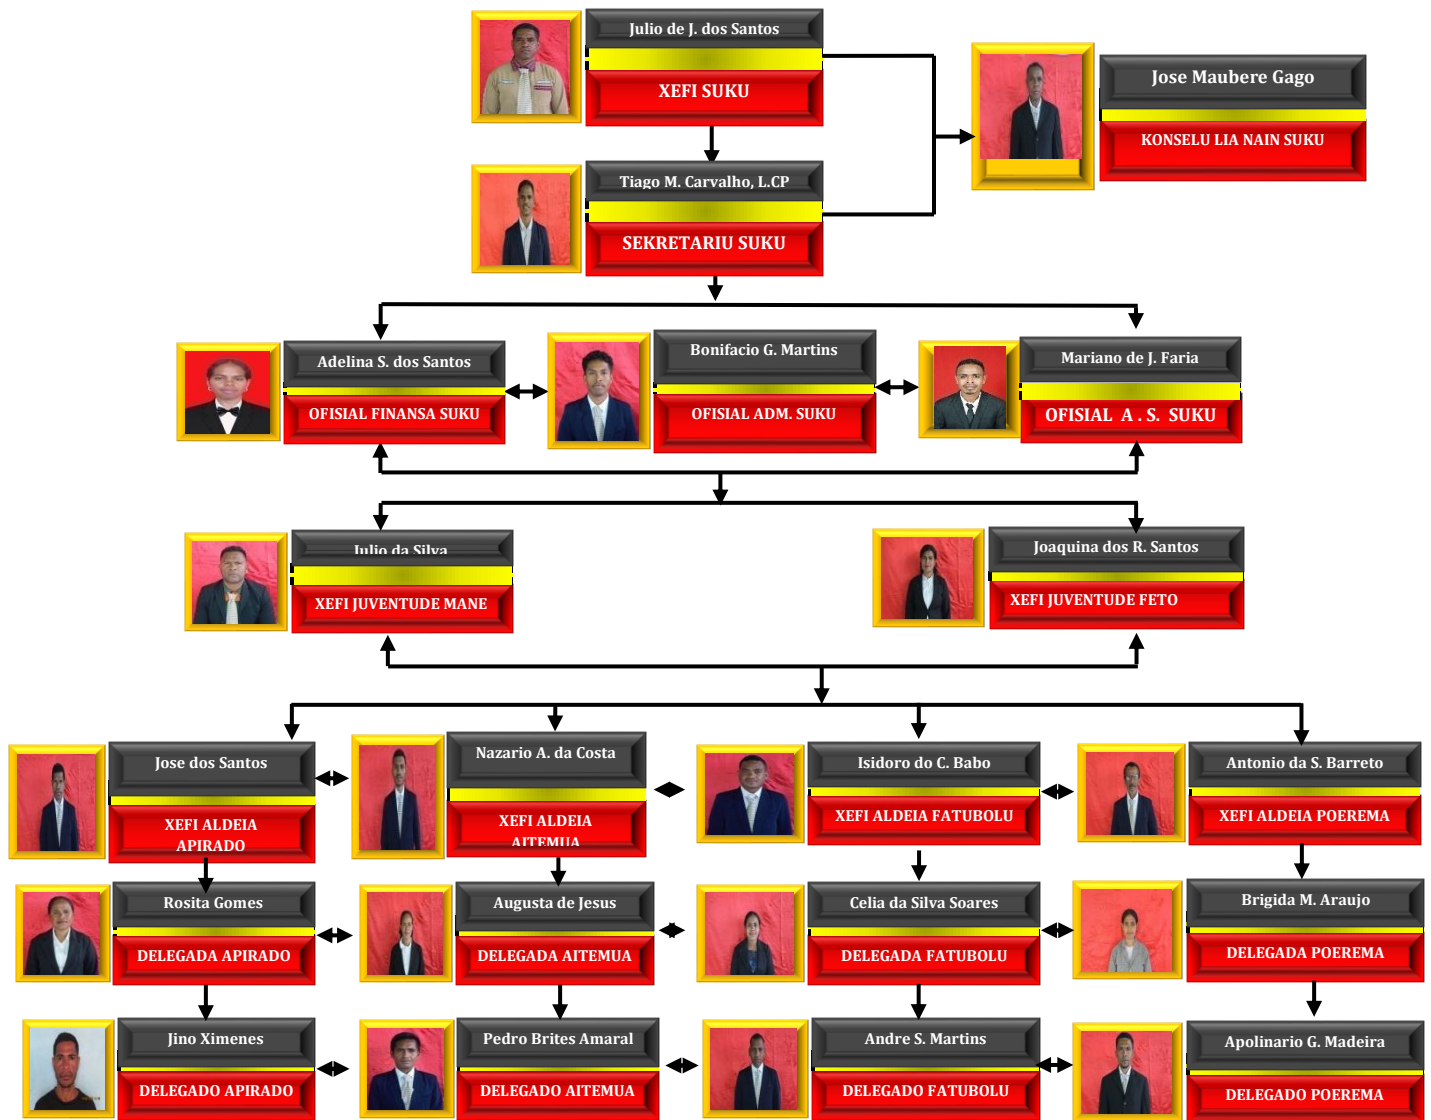 Julio de J. dos Santos
XEFI SUKU
Jose Maubere Gago
KONSELU LIA NAIN SUKU
Tiago M. Carvalho, L.CP
SEKRETARIU SUKU
Adelina S. dos Santos
OFISIAL FINANSA SUKU
Bonifacio G. Martins
OFISIAL ADM. SUKU
Mariano de J. Faria
OFISIAL A . S. SUKU
Julio da Silva
XEFI JUVENTUDE MANE
Joaquina dos R. Santos
XEFI JUVENTUDE FETO
Jose dos Santos
XEFI ALDEIA
APIRADO
Nazario A. da Costa
XEFI ALDEIA
AITEMUA
Isidoro do C. Babo
XEFI ALDEIA FATUBOLU
Antonio da S. Barreto
XEFI ALDEIA POEREMA
Rosita Gomes
DELEGADA APIRADO
Augusta de Jesus
DELEGADA AITEMUA
Celia da Silva Soares
DELEGADA FATUBOLU
Brigida M. Araujo
DELEGADA POEREMA
Jino Ximenes
DELEGADO APIRADO
Pedro Brites Amaral
DELEGADO AITEMUA
Andre S. Martins
DELEGADO FATUBOLU
Apolinario G. Madeira
DELEGADO POEREMA